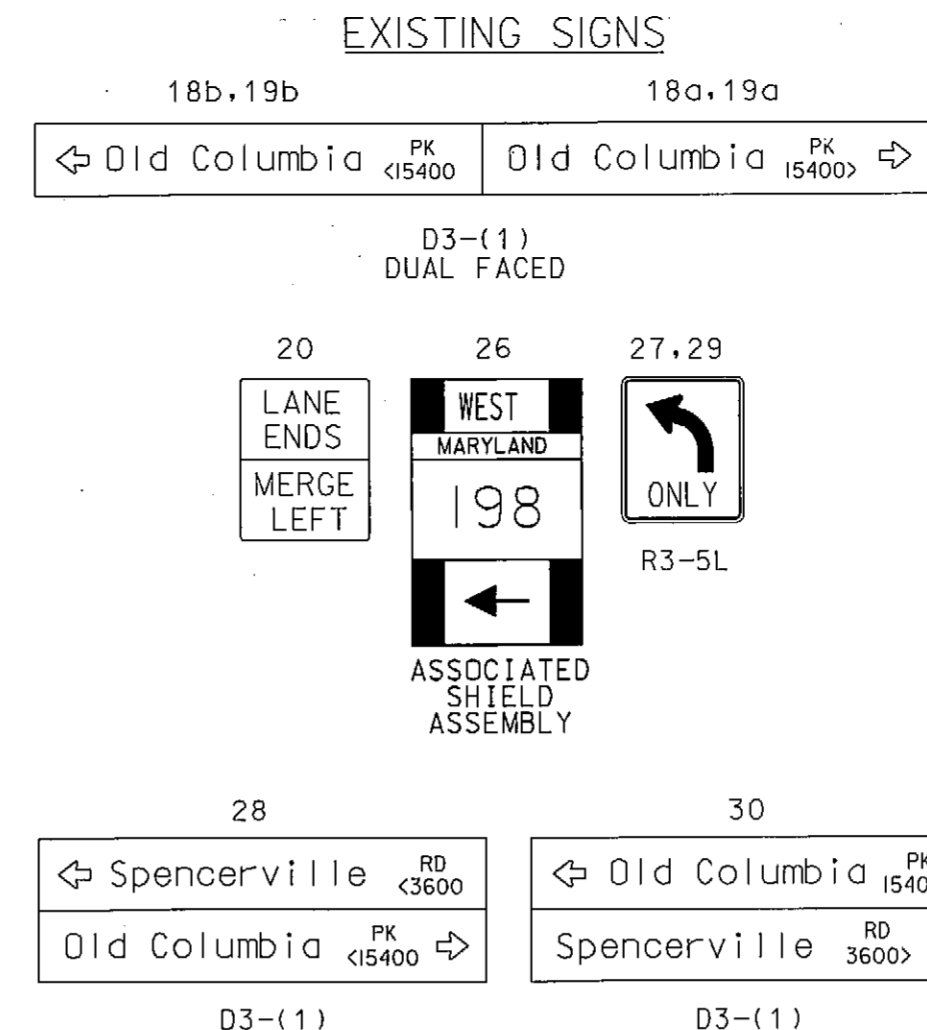 EXISTING SIGNS
18b,19b 18a,19a
Old Columbia PK <15400 Old Columbia PK 15400>
D3-(1)
DUAL FACED
20 26 27,29
LANE
ENDS
MERGE
LEFT
WEST
MARYLAND
198
ONLY
R3-5L
ASSOCIATED
SHIELD
ASSEMBLY
28 30
Spencerville RD <3600
Old Columbia PK <15400
D3-(1)
Old Columbia
Spencerville RD 3600>
D3-(1)